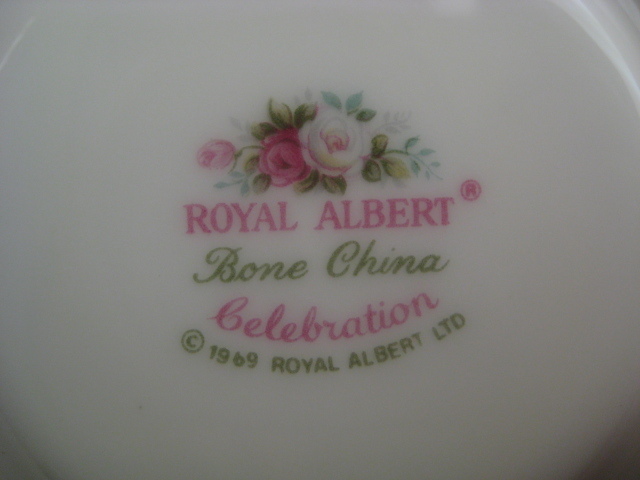 ROYAL ALBERT®
Bone China
Celebration
© 1969 ROYAL ALBERT LTD